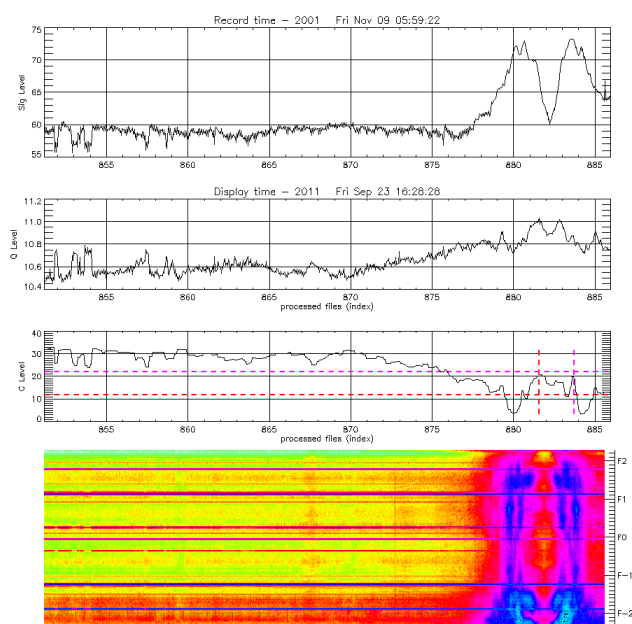 Record time - 2001 Fri Nov 09 05:59:22
75
70
65
60
55
Sig Level
855 860 865 870 875 880 885
Display time - 2011 Fri Sep 23 16:28:28
11.2
11.0
10.8
10.6
10.4
Q Level
855 860 865 870 875 880 885
processed files (index)
40
30
20
10
0
C Level
855 860 865 870 875 880 885
processed files (index)
F2
F1
F0
F-1
F-2